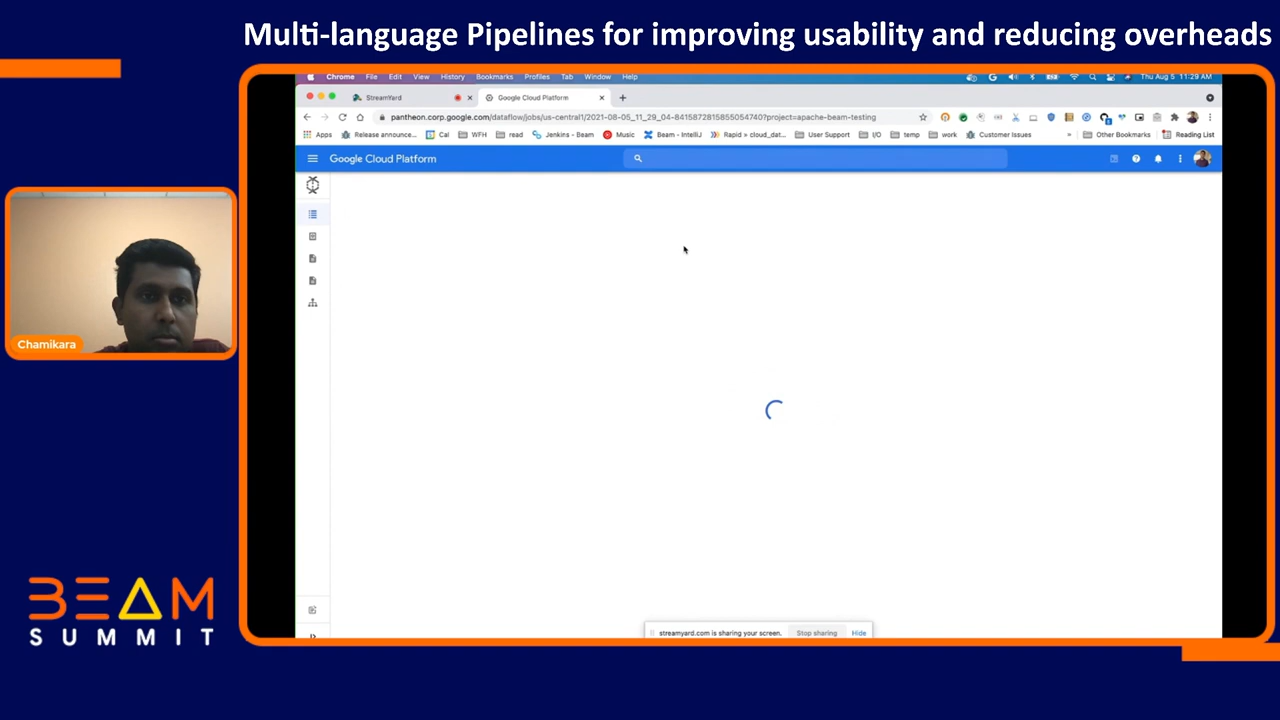 Multi-language Pipelines for improving usability and reducing overheads
Chrome File Edit View History Bookmarks Profiles Tab Window Help
Thu Aug 5 11:29 AM
StreamYard
Google Cloud Platform
pantheon.corp.google.com/dataflow/jobs/us-central1/2021-08-05_11_29_04-8415872815855054740?project=apache-beam-testing
Apps Release announce... Cal WFH read Jenkins - Beam Music Beam - IntelliJ Rapid > cloud_dat... User Support I/O temp work Customer Issues » Other Bookmarks Reading List
Google Cloud Platform
Chamikara
BEAM
SUMMIT
streamyard.com is sharing your screen. Stop sharing Hide